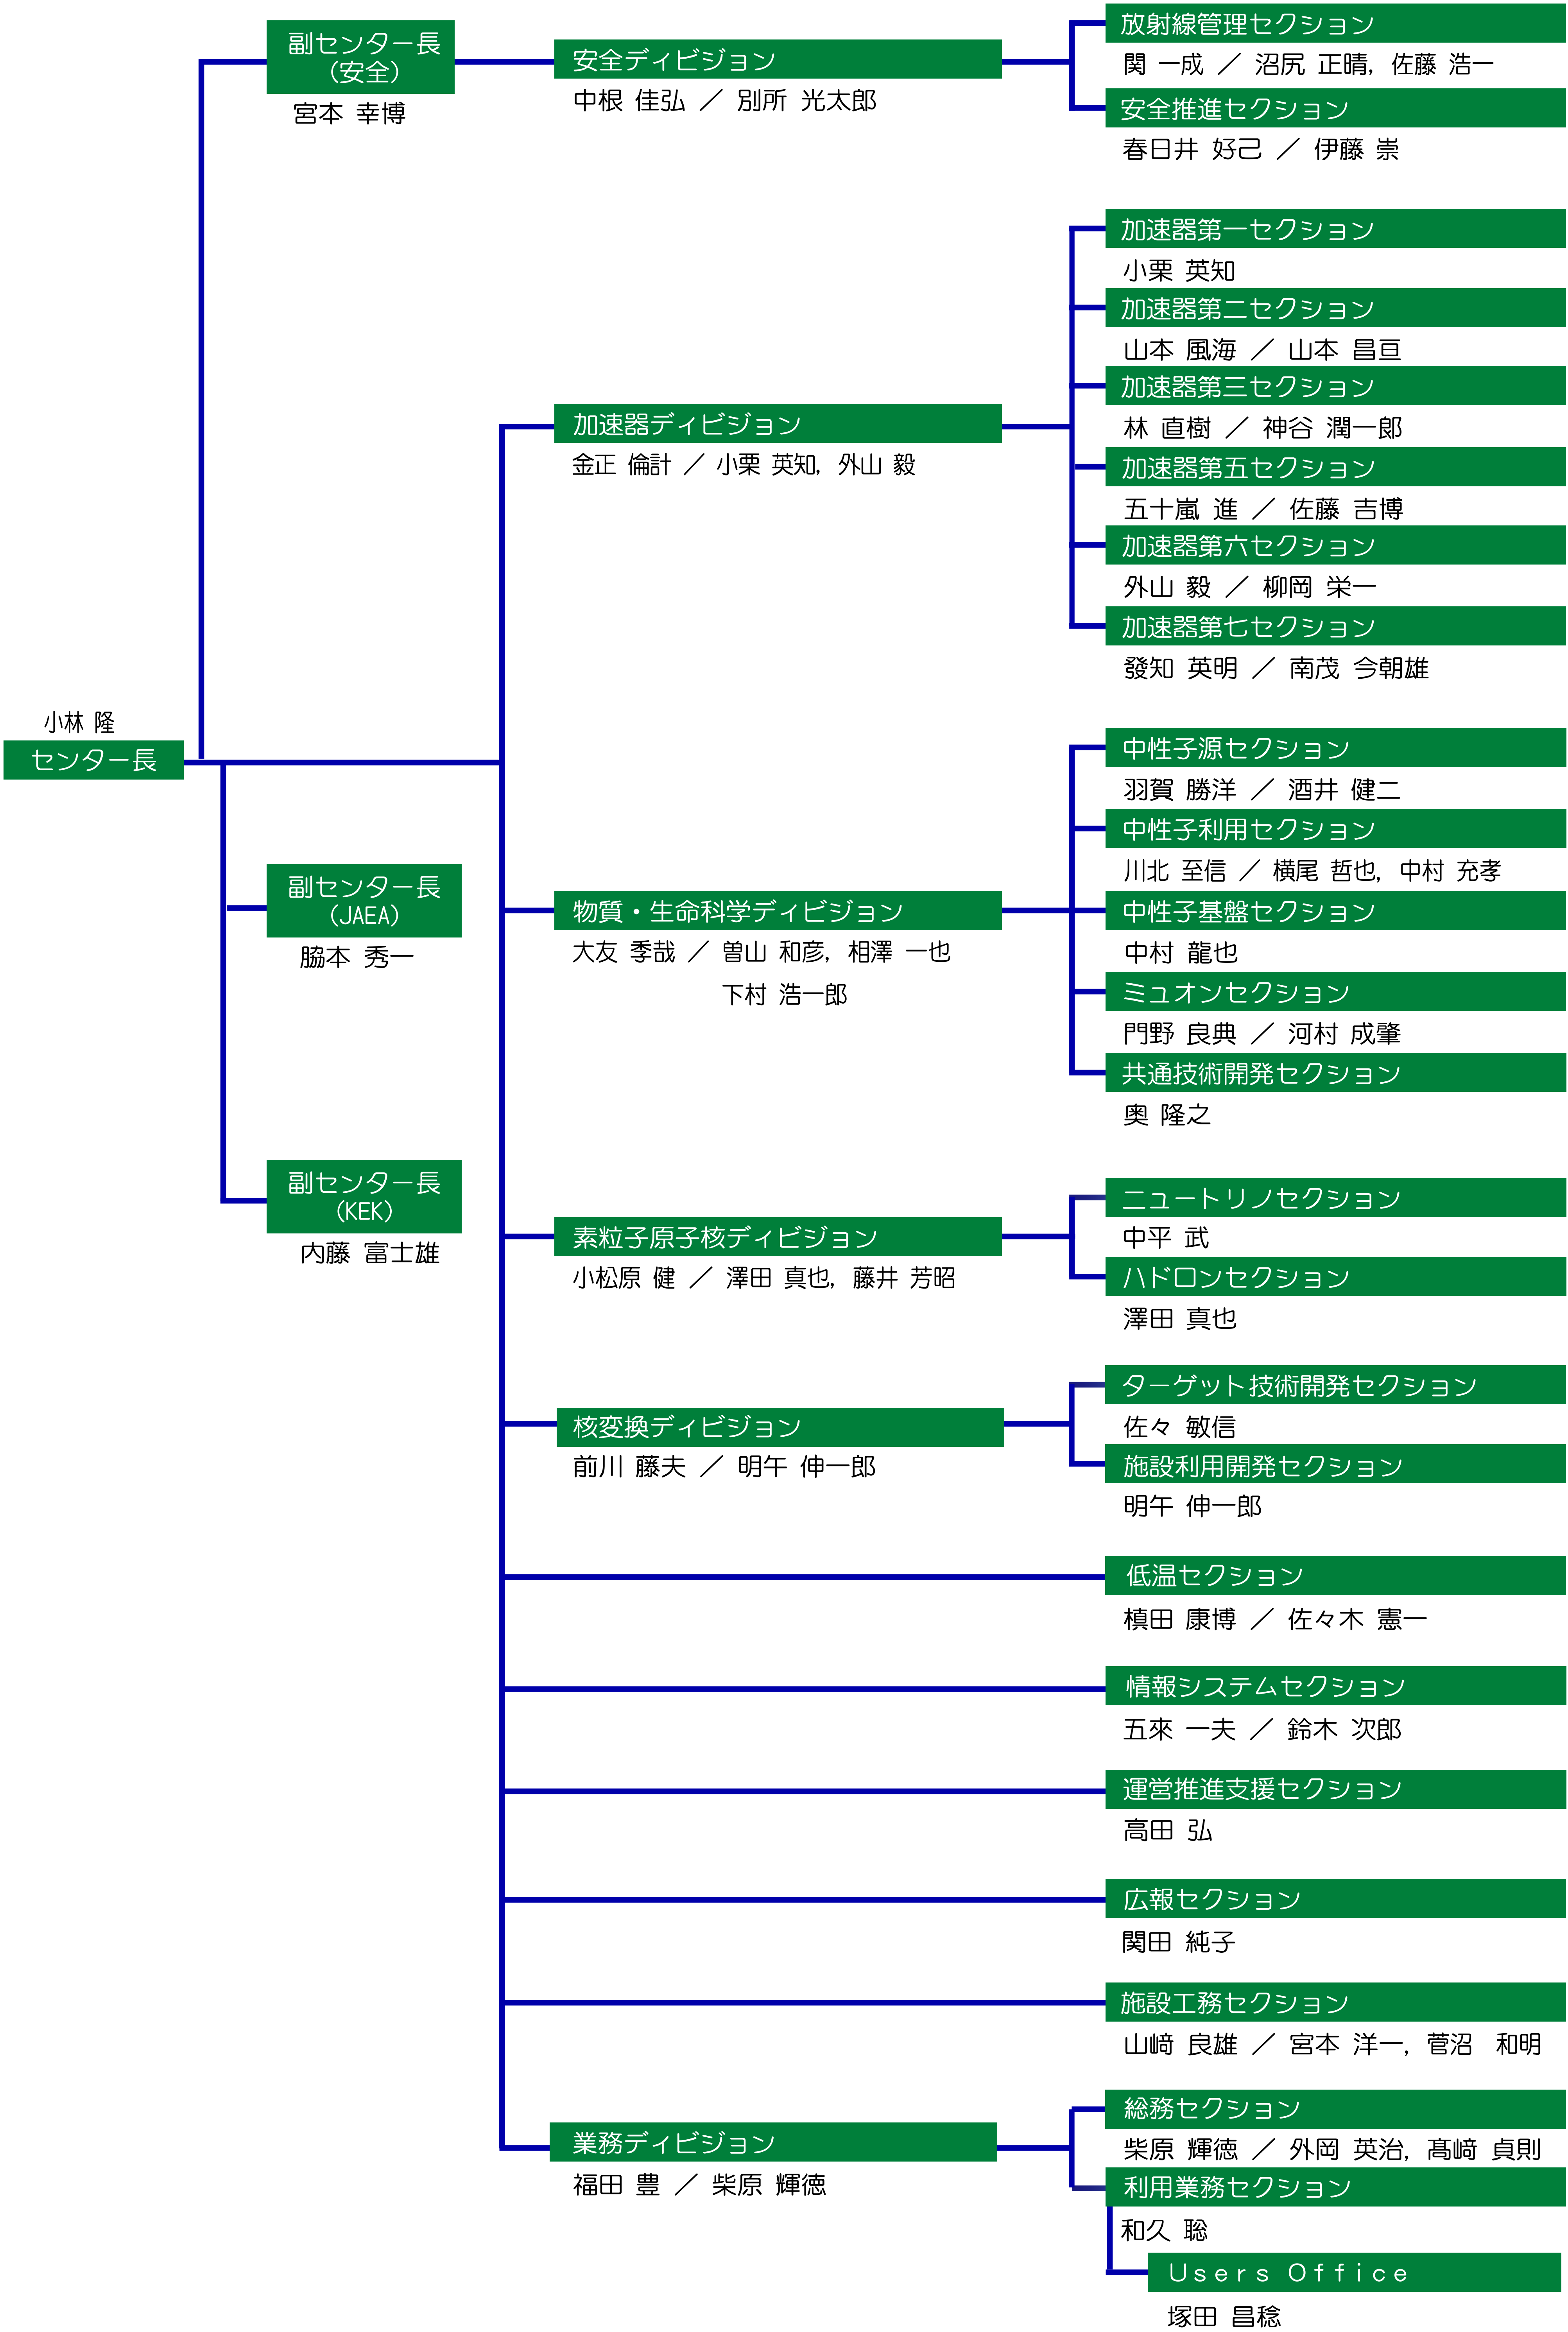 小林 隆
センター長
副センター長
（安全）
宮本 幸博
安全ディビジョン
中根 佳弘 ／ 別所 光太郎
放射線管理セクション
関 一成 ／ 沼尻 正晴，佐藤 浩一
安全推進セクション
春日井 好己 ／ 伊藤 崇
加速器ディビジョン
金正 倫計 ／ 小栗 英知，外山 毅
加速器第一セクション
小栗 英知
加速器第二セクション
山本 風海 ／ 山本 昌亘
加速器第三セクション
林 直樹 ／ 神谷 潤一郎
加速器第五セクション
五十嵐 進 ／ 佐藤 吉博
加速器第六セクション
外山 毅 ／ 柳岡 栄一
加速器第七セクション
發知 英明 ／ 南茂 今朝雄
副センター長
（JAEA）
脇本 秀一
物質・生命科学ディビジョン
大友 季哉 ／ 曽山 和彦，相澤 一也
下村 浩一郎
中性子源セクション
羽賀 勝洋 ／ 酒井 健二
中性子利用セクション
川北 至信 ／ 横尾 哲也，中村 充孝
中性子基盤セクション
中村 龍也
ミュオンセクション
門野 良典 ／ 河村 成肇
共通技術開発セクション
奥 隆之
副センター長
（KEK）
内藤 富士雄
素粒子原子核ディビジョン
小松原 健 ／ 澤田 真也，藤井 芳昭
ニュートリノセクション
中平 武
ハドロンセクション
澤田 真也
核変換ディビジョン
前川 藤夫 ／ 明午 伸一郎
ターゲット技術開発セクション
佐々 敏信
施設利用開発セクション
明午 伸一郎
低温セクション
槙田 康博 ／ 佐々木 憲一
情報システムセクション
五來 一夫 ／ 鈴木 次郎
運営推進支援セクション
高田 弘
広報セクション
関田 純子
施設工務セクション
山﨑 良雄 ／ 宮本 洋一，菅沼　和明
業務ディビジョン
福田 豊 ／ 柴原 輝徳
総務セクション
柴原 輝徳 ／ 外岡 英治，髙﨑 貞則
利用業務セクション
和久 聡
Ｕｓｅｒｓ Ｏｆｆｉｃｅ
塚田 昌稔